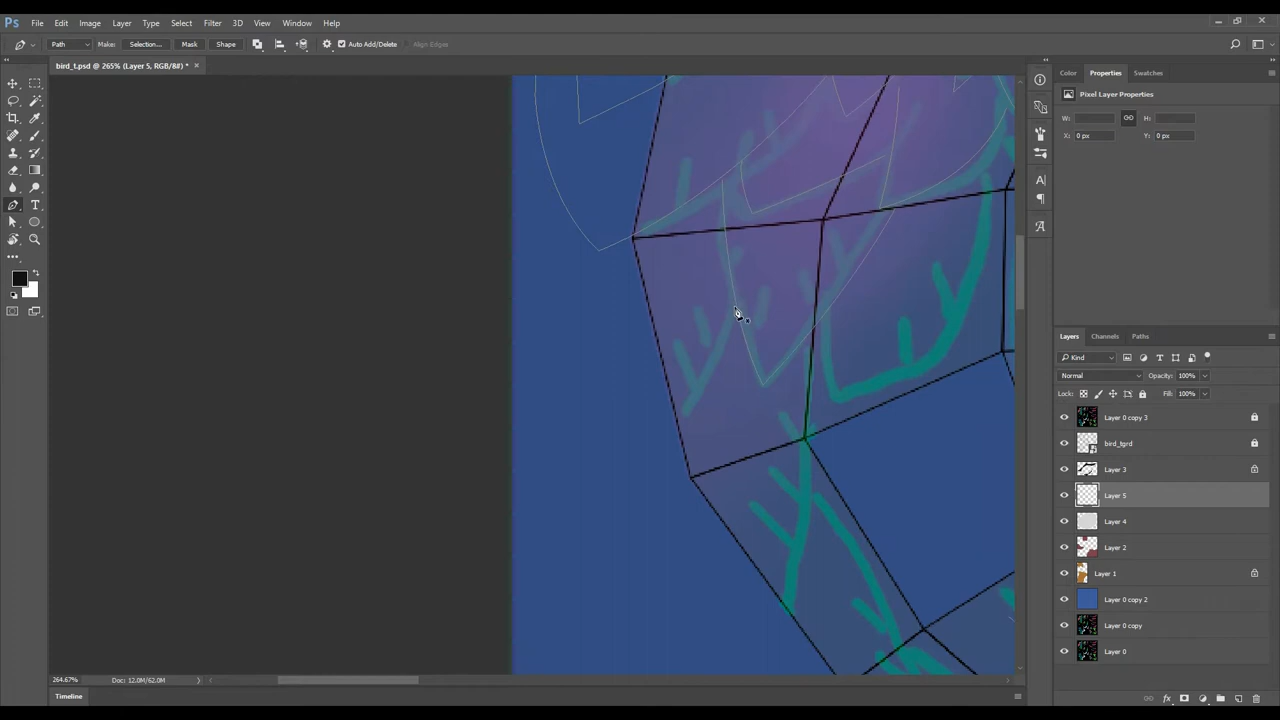 Ps File Edit Image Layer Type Select Filter 3D View Window Help
Path Make: Selection... Mask Shape Auto Add/Delete Align Edges
bird_t.psd @ 265% (Layer 5, RGB/8#) * ×
Color Properties Swatches
Pixel Layer Properties
W: H:
X: 0 px Y: 0 px
Layers Channels Paths
Kind
Normal Opacity: 100%
Lock: Fill: 100%
Layer 0 copy 3
bird_tgrd
Layer 3
Layer 5
Layer 4
Layer 2
Layer 1
Layer 0 copy 2
Layer 0 copy
Layer 0
264.67% Doc: 12.0M/62.0M
Timeline